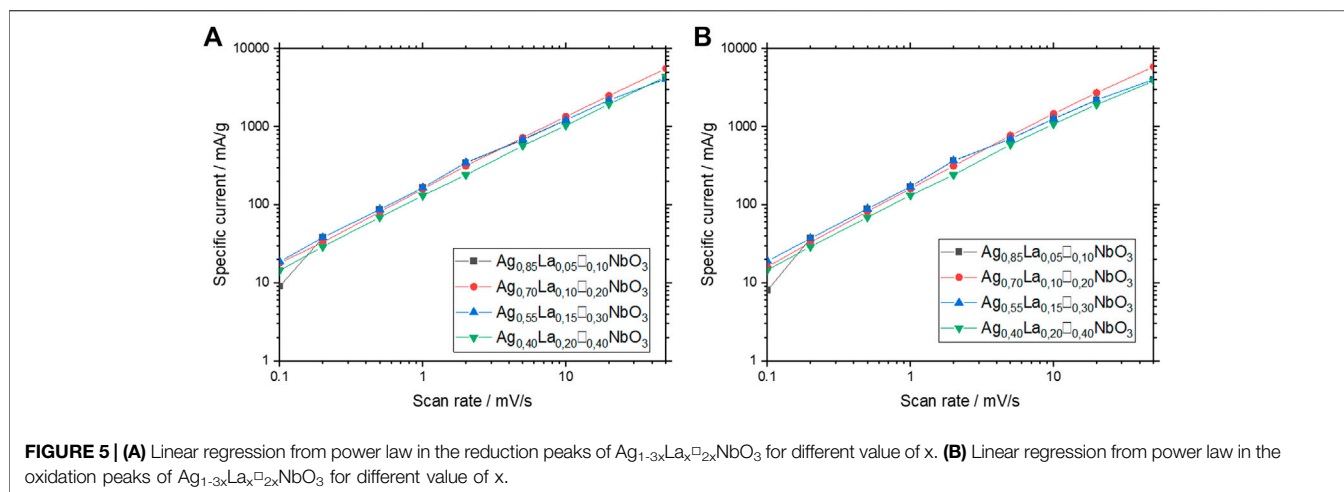 A
10000
1000
100
10
1
Specific current / mA/g
0.1
1
10
Scan rate / mV/s
Ag0,85La0,05□0,10NbO3
Ag0,70La0,10□0,20NbO3
Ag0,55La0,15□0,30NbO3
Ag0,40La0,20□0,40NbO3
B
10000
1000
100
10
1
Specific current / mA/g
0.1
1
10
Scan rate / mV/s
Ag0,85La0,05□0,10NbO3
Ag0,70La0,10□0,20NbO3
Ag0,55La0,15□0,30NbO3
Ag0,40La0,20□0,40NbO3
FIGURE 5 | (A) Linear regression from power law in the reduction peaks of Ag1-3xLax□2xNbO3 for different value of x. (B) Linear regression from power law in the
oxidation peaks of Ag1-3xLax□2xNbO3 for different value of x.